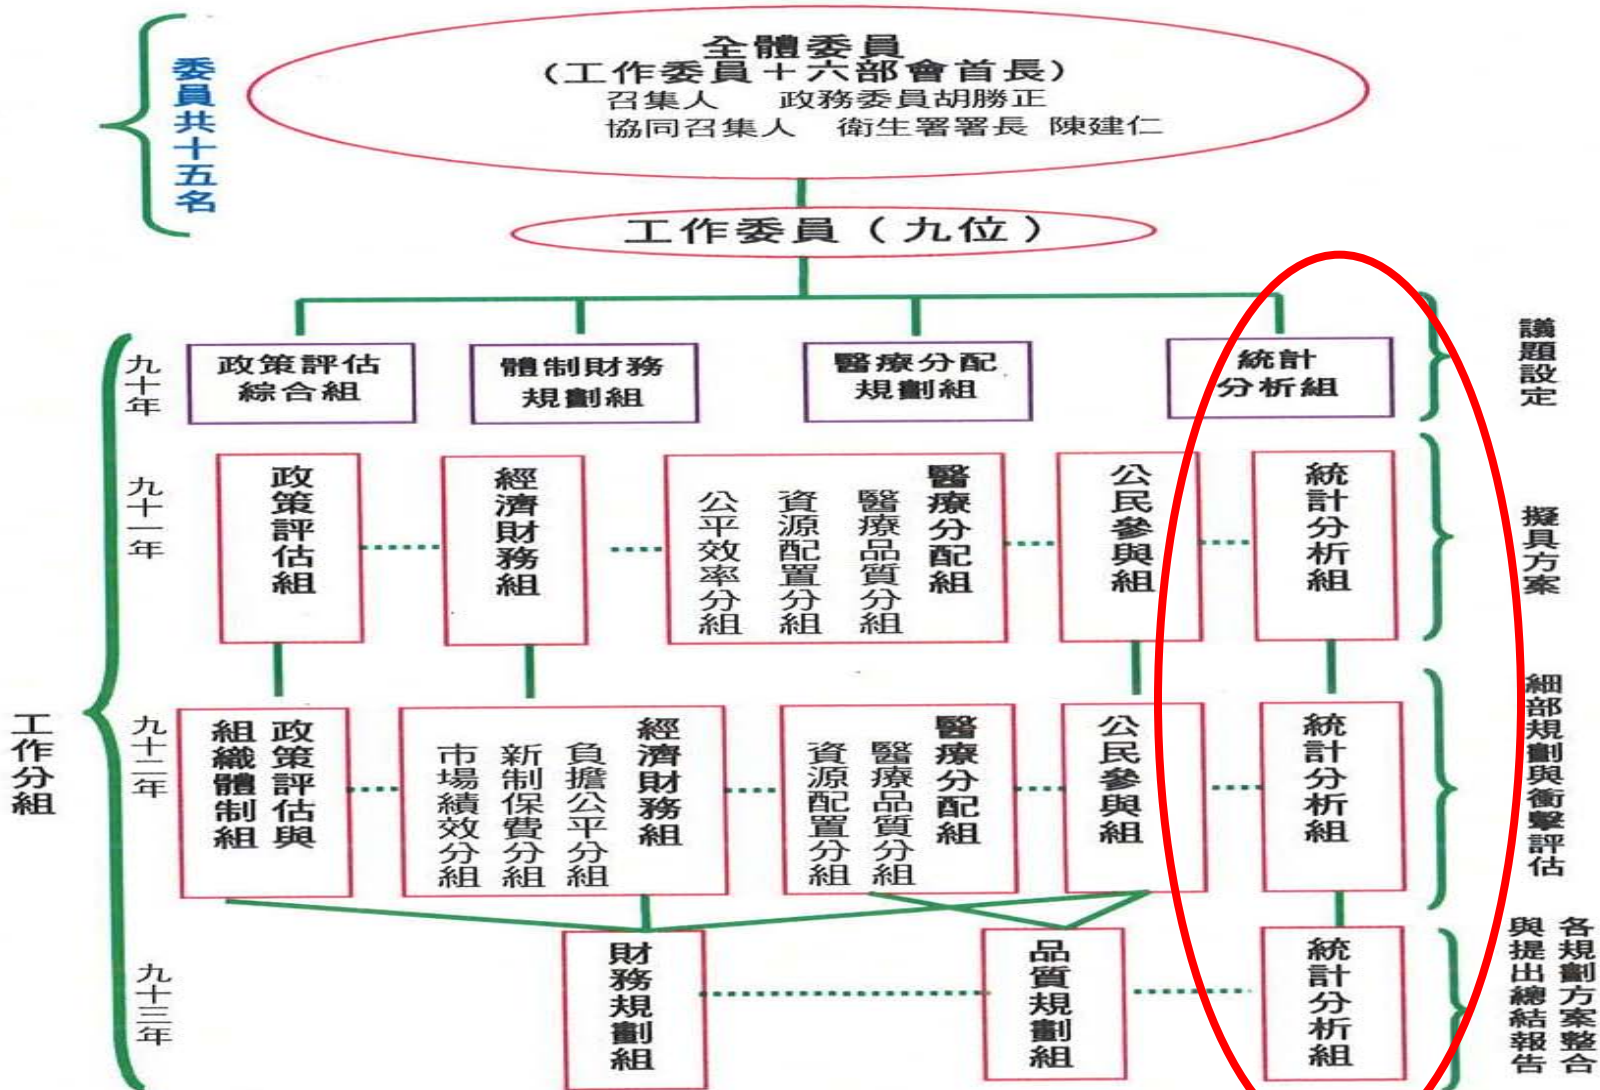 全體委員
(工作委員＋六部會首長)
召集人　政務委員胡勝正
協同召集人　衛生署署長 陳建仁
委員共十五名
工作委員（九位）
工作分組
九十年
政策評估
綜合組
體制財務
規劃組
醫療分配
規劃組
統計
分析組
議題設定
九十一年
政策評估組
經濟財務組
醫療分配組
醫療品質分組
資源配置分組
公平效率分組
公民參與組
統計分析組
擬具方案
九十二年
政策評估與
組織體制組
經濟財務組
負擔公平分組
新制保費分組
市場績效分組
醫療分配組
醫療品質分組
資源配置分組
公民參與組
統計分析組
細部規劃與衝擊評估
九十三年
財務規劃組
品質規劃組
統計分析組
各規劃方案整合
與提出總結報告